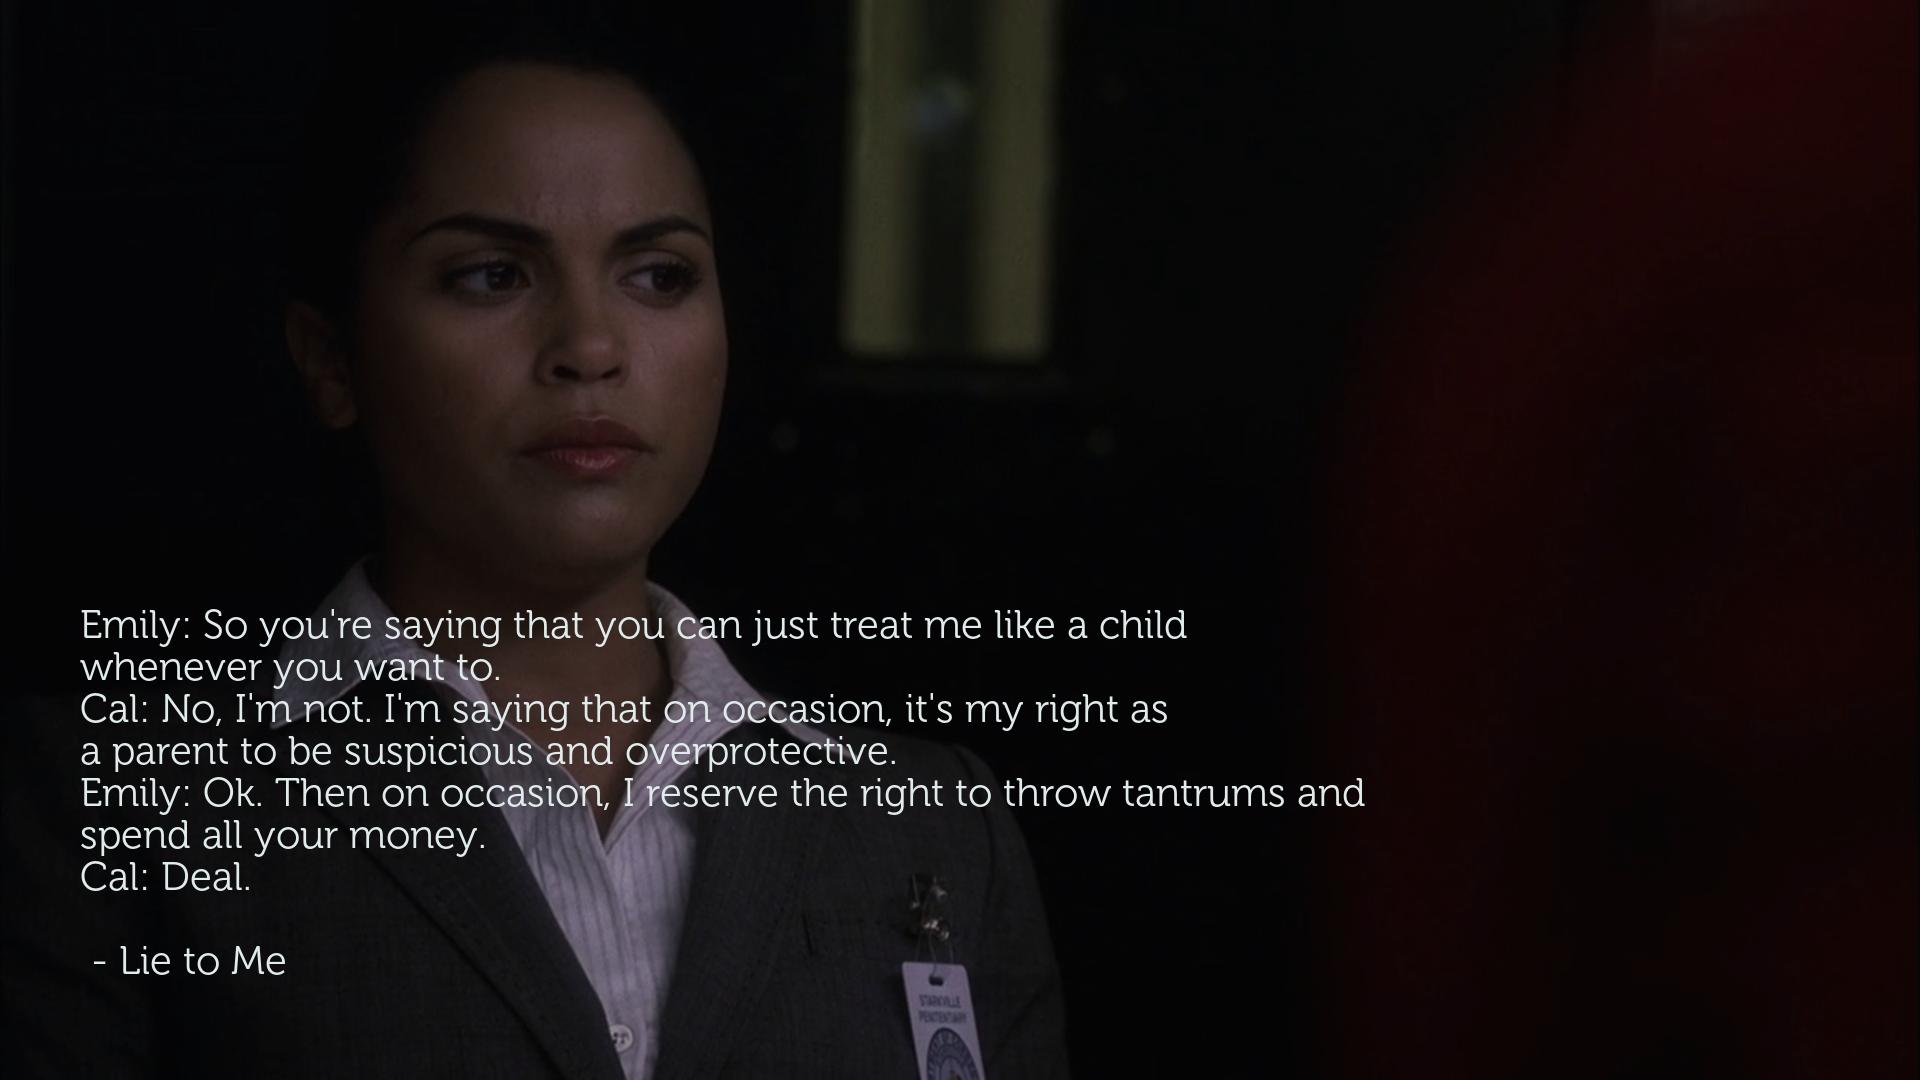 Emily: So you're saying that you can just treat me like a child
whenever you want to.
Cal: No, I'm not. I'm saying that on occasion, it's my right as
a parent to be suspicious and overprotective.
Emily: Ok. Then on occasion, I reserve the right to throw tantrums and
spend all your money.
Cal: Deal.
- Lie to Me
STARKVILLE
PENITENTIARY